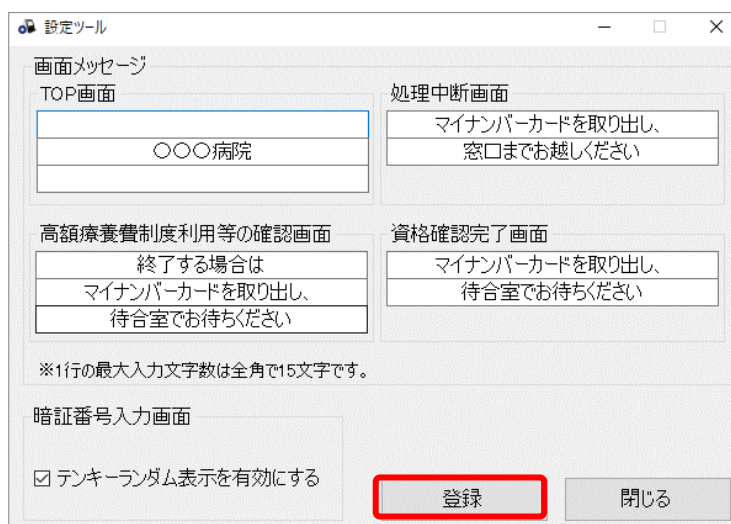 設定ツール
画面メッセージ
TOP画面
〇〇〇病院
処理中断画面
マイナンバーカードを取り出し、
窓口までお越しください
高額療養費制度利用等の確認画面
終了する場合は
マイナンバーカードを取り出し、
待合室でお待ちください
資格確認完了画面
マイナンバーカードを取り出し、
待合室でお待ちください
※1行の最大入力文字数は全角で15文字です。
暗証番号入力画面
テンキーランダム表示を有効にする
登録
閉じる